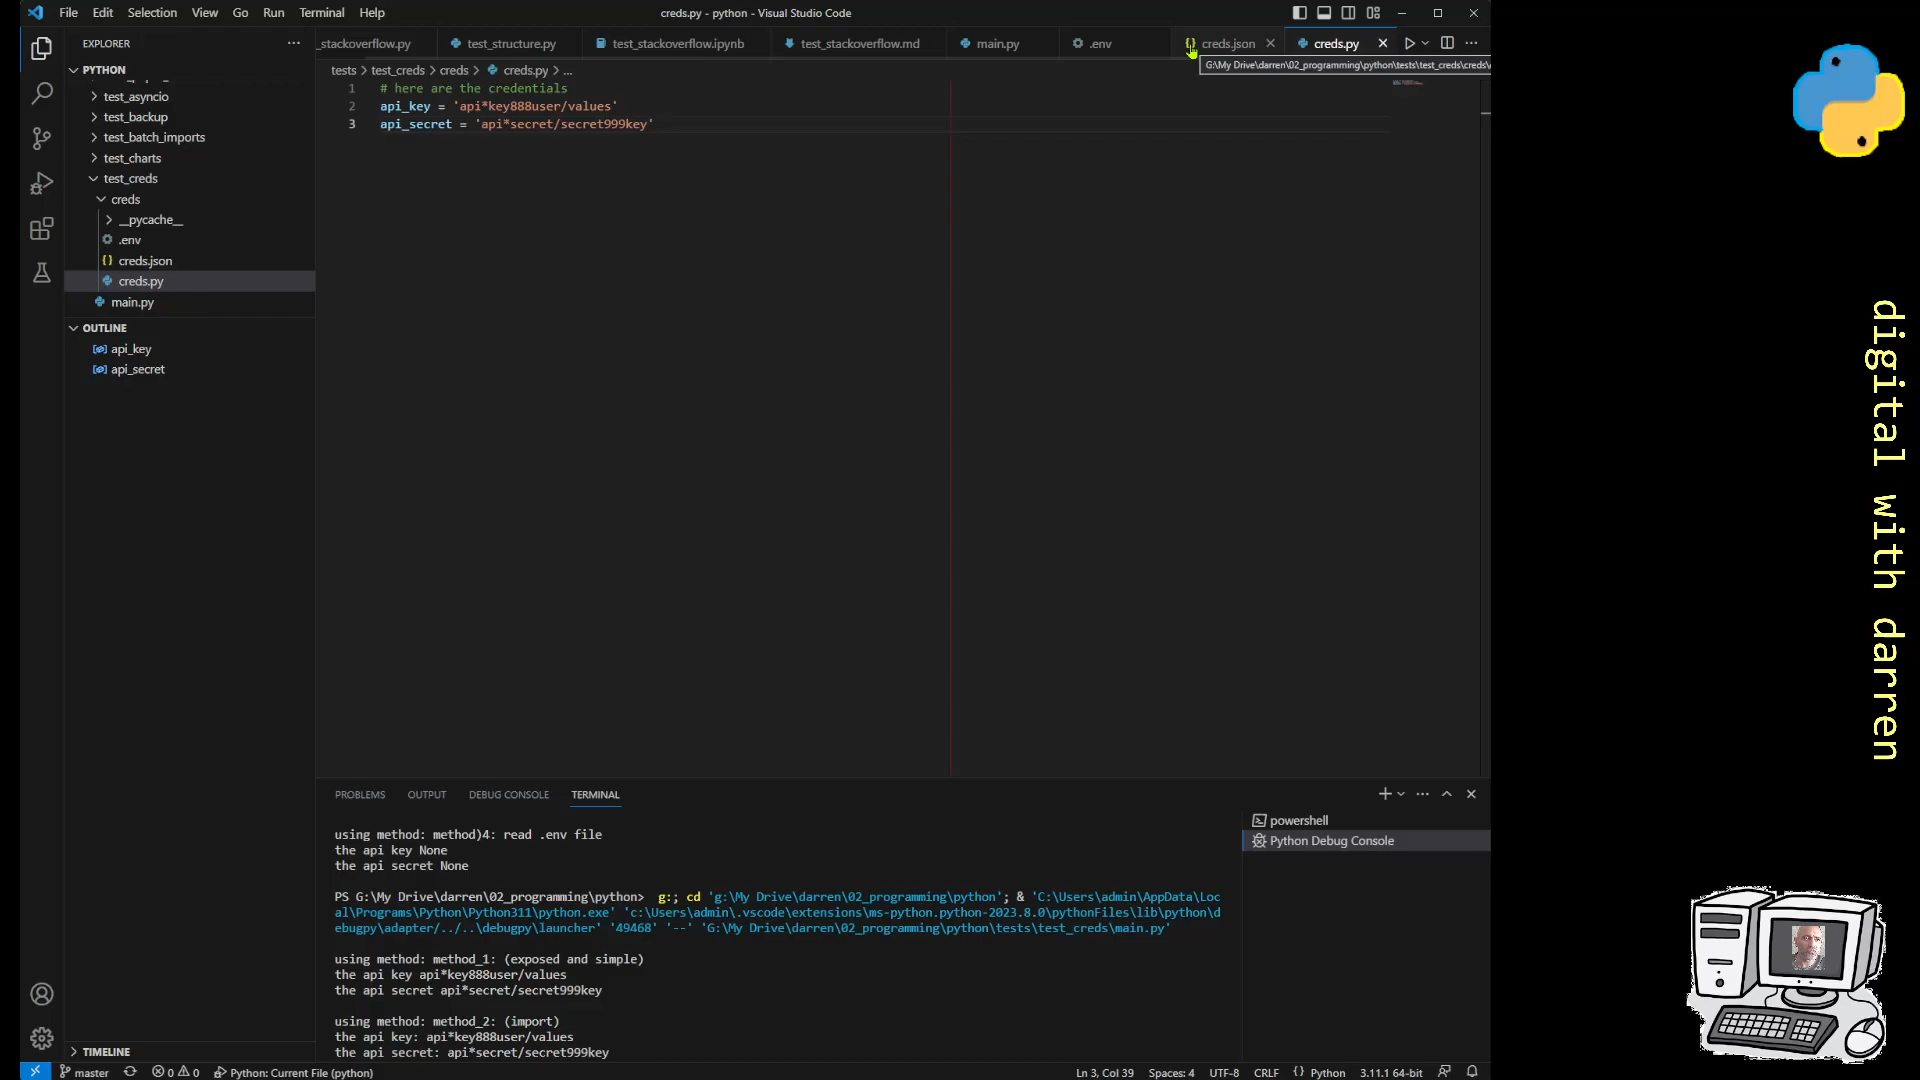 File Edit Selection View Go Run Terminal Help
creds.py - python - Visual Studio Code
EXPLORER
_stackoverflow.py
test_structure.py
test_stackoverflow.ipynb
test_stackoverflow.md
main.py
.env
creds.json
creds.py
G:\My Drive\darren\02_programming\python\tests\test_creds\creds\
PYTHON
test_asyncio
test_backup
test_batch_imports
test_charts
test_creds
creds
__pycache__
.env
creds.json
creds.py
main.py
OUTLINE
api_key
api_secret
TIMELINE
tests > test_creds > creds > creds.py > ...
1 # here are the credentials
2 api_key = 'api*key888user/values'
3 api_secret = 'api*secret/secret999key'
PROBLEMS OUTPUT DEBUG CONSOLE TERMINAL
using method: method)4: read .env file
the api key None
the api secret None
PS G:\My Drive\darren\02_programming\python>  g:; cd 'g:\My Drive\darren\02_programming\python'; & 'C:\Users\admin\AppData\Loc
al\Programs\Python\Python311\python.exe' 'c:\Users\admin\.vscode\extensions\ms-python.python-2023.8.0\pythonFiles\lib\python\d
ebugpy\adapter/../..\debugpy\launcher' '49468' '--' 'G:\My Drive\darren\02_programming\python\tests\test_creds\main.py'
using method: method_1: (exposed and simple)
the api key api*key888user/values
the api secret api*secret/secret999key
using method: method_2: (import)
the api key: api*key888user/values
the api secret: api*secret/secret999key
powershell
Python Debug Console
master
0 0
Python: Current File (python)
Ln 3, Col 39
Spaces: 4
UTF-8
CRLF
Python
3.11.1 64-bit
digital with darren